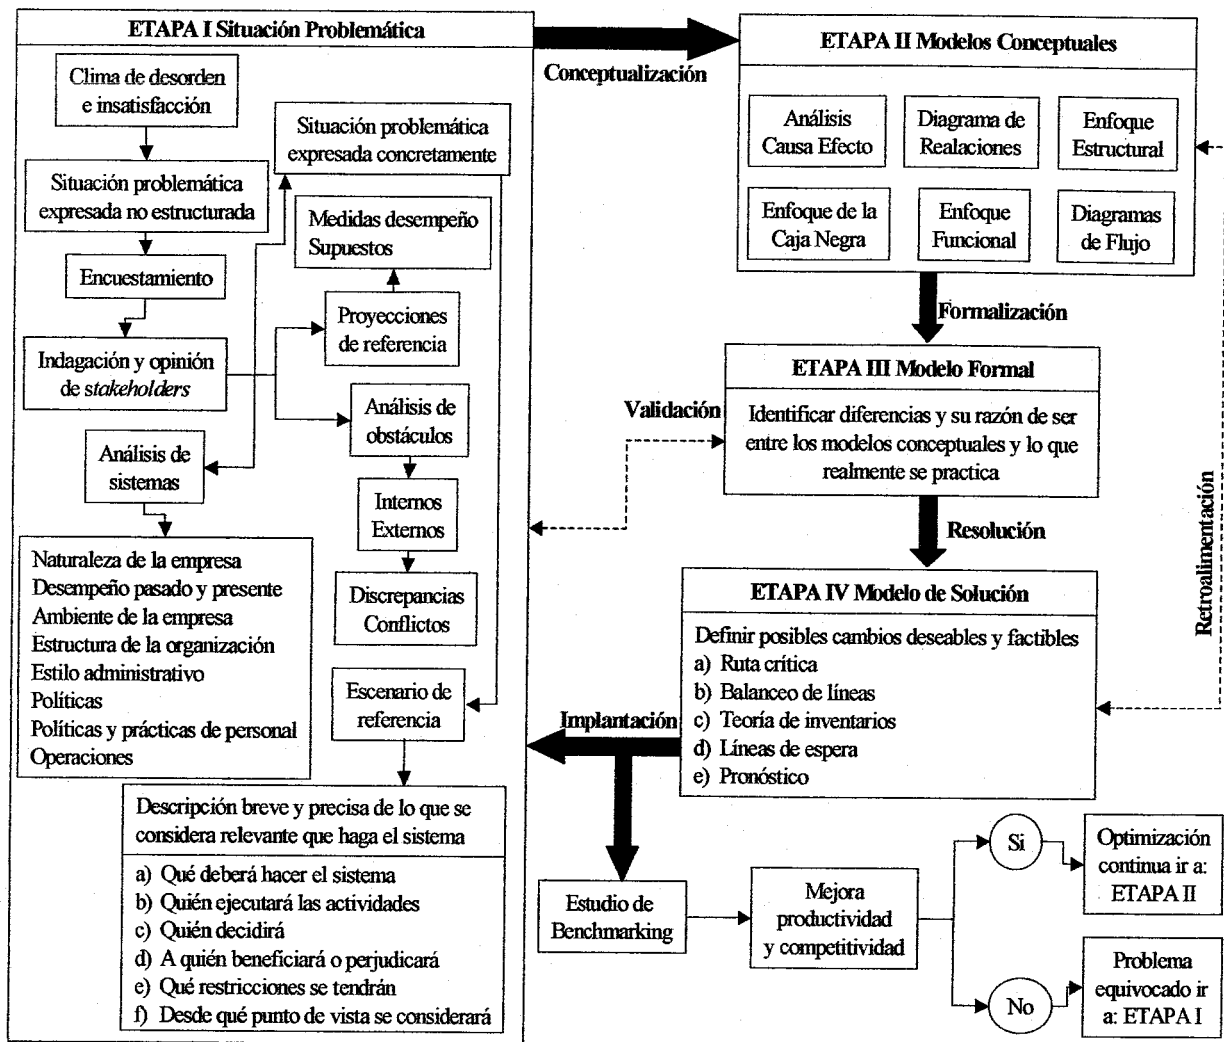 ETAPA I Situación Problemática
Clima de desorden
e insatisfacción
Situación problemática
expresada no estructurada
Encuestamiento
Indagación y opinión
de stakeholders
Situación problemática
expresada concretamente
Medidas desempeño
Supuestos
Proyecciones
de referencia
Análisis de
obstáculos
Internos
Externos
Discrepancias
Conflictos
Análisis de
sistemas
Naturaleza de la empresa
Desempeño pasado y presente
Ambiente de la empresa
Estructura de la organización
Estilo administrativo
Políticas
Políticas y prácticas de personal
Operaciones
Escenario de
referencia
Descripción breve y precisa de lo que se
considera relevante que haga el sistema
a) Qué deberá hacer el sistema
b) Quién ejecutará las actividades
c) Quién decidirá
d) A quién beneficiará o perjudicará
e) Qué restricciones se tendrán
f) Desde qué punto de vista se considerará
Conceptualización
ETAPA II Modelos Conceptuales
Análisis
Causa Efecto
Diagrama de
Realaciones
Enfoque
Estructural
Enfoque de la
Caja Negra
Enfoque
Funcional
Diagramas
de Flujo
Formalización
ETAPA III Modelo Formal
Identificar diferencias y su razón de ser
entre los modelos conceptuales y lo que
realmente se practica
Validación
Resolución
Retroalimentación
ETAPA IV Modelo de Solución
Definir posibles cambios deseables y factibles
a) Ruta crítica
b) Balanceo de líneas
c) Teoría de inventarios
d) Líneas de espera
e) Pronóstico
Implantación
Estudio de
Benchmarking
Mejora
productividad
y competitividad
Si
Optimización
continua ir a:
ETAPA II
No
Problema
equivocado ir
a: ETAPA I